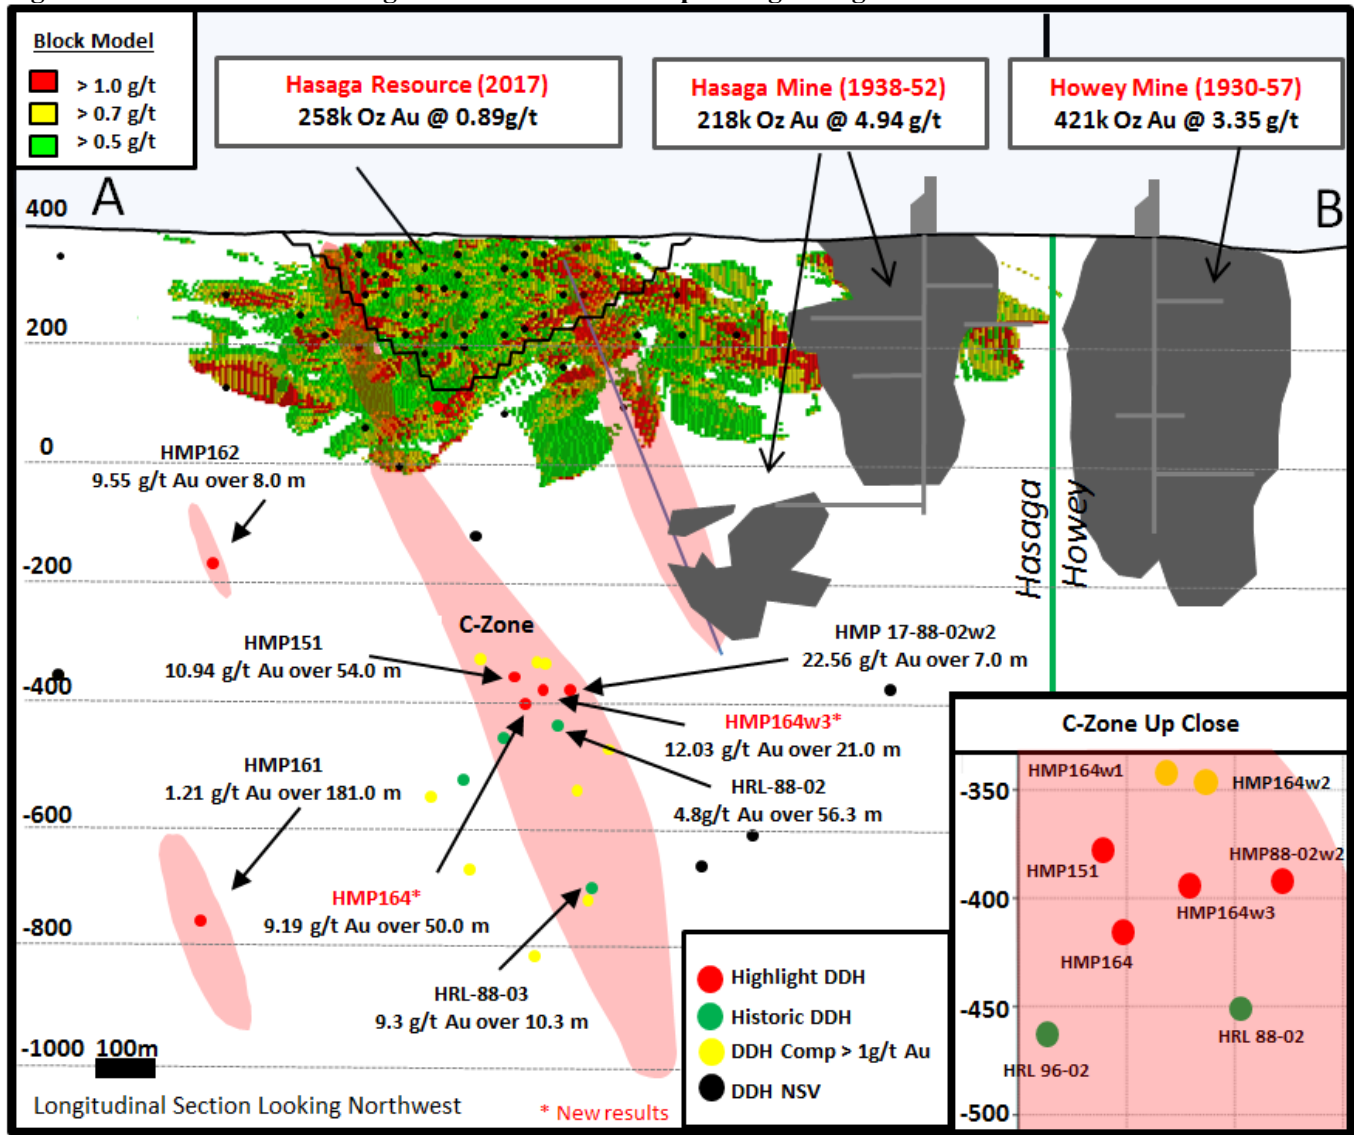 Block Model
> 1.0 g/t
> 0.7 g/t
> 0.5 g/t
Hasaga Resource (2017)
258k Oz Au @ 0.89g/t
Hasaga Mine (1938-52)
218k Oz Au @ 4.94 g/t
Howey Mine (1930-57)
421k Oz Au @ 3.35 g/t
A
B
400
200
0
-200
-400
-600
-800
-1000
100m
HMP162
9.55 g/t Au over 8.0 m
Hasaga
Howey
C-Zone
HMP151
10.94 g/t Au over 54.0 m
HMP 17-88-02w2
22.56 g/t Au over 7.0 m
HMP164w3*
12.03 g/t Au over 21.0 m
HMP161
1.21 g/t Au over 181.0 m
HRL-88-02
4.8g/t Au over 56.3 m
HMP164*
9.19 g/t Au over 50.0 m
HRL-88-03
9.3 g/t Au over 10.3 m
Longitudinal Section Looking Northwest
* New results
Highlight DDH
Historic DDH
DDH Comp > 1g/t Au
DDH NSV
C-Zone Up Close
-350
-400
-450
-500
HMP164w1
HMP164w2
HMP151
HMP88-02w2
HMP164w3
HMP164
HRL 88-02
HRL 96-02